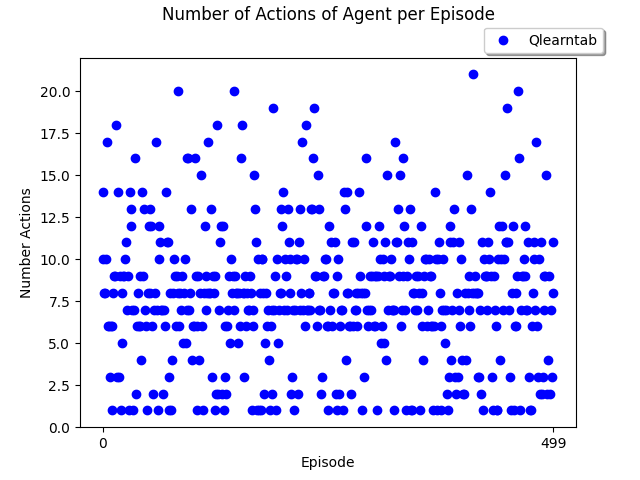 Number of Actions of Agent per Episode
Qlearntab
20.0
17.5
15.0
12.5
10.0
7.5
5.0
2.5
0.0
Number Actions
0
499
Episode